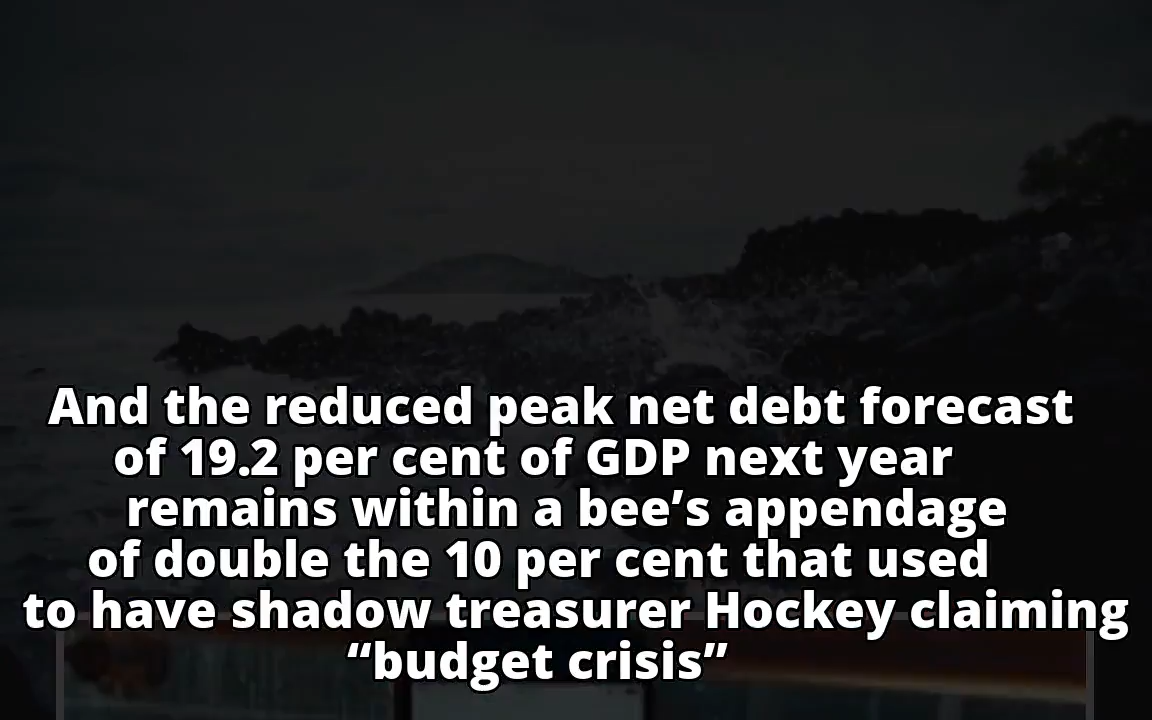 And the reduced peak net debt forecast
of 19.2 per cent of GDP next year
remains within a bee’s appendage
of double the 10 per cent that used
to have shadow treasurer Hockey claiming
“budget crisis”